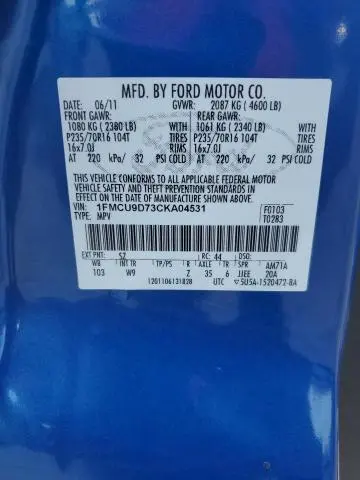 MFD. BY FORD MOTOR CO.
DATE: 06/11 GVWR: 2087 KG (4600 LB)
FRONT GAWR: REAR GAWR:
1080 KG (2380 LB) WITH 1061 KG (2340 LB) WITH
P235/70R16 104T TIRES P235/70R16 104T TIRES
16x7.0J RIMS 16x7.0J RIMS
AT 220 kPa/ 32 PSI COLD AT 220 kPa/ 32 PSI COLD
THIS VEHICLE CONFORMS TO ALL APPLICABLE FEDERAL MOTOR
VEHICLE SAFETY AND THEFT PREVENTION STANDARDS IN
EFFECT ON THE DATE OF MANUFACTURE SHOWN ABOVE.
VIN: 1FMCU9D73CKA04531 F0103
TYPE: MPV T0283
EXT PNT: SZ RC: 44 DSO:
WB INT TR TP/PS R AXLE TR SPR AM71A
103 W9 Z 35 6 JJEE 20A
1201106131828 UTC 5U5A-1520472-BA